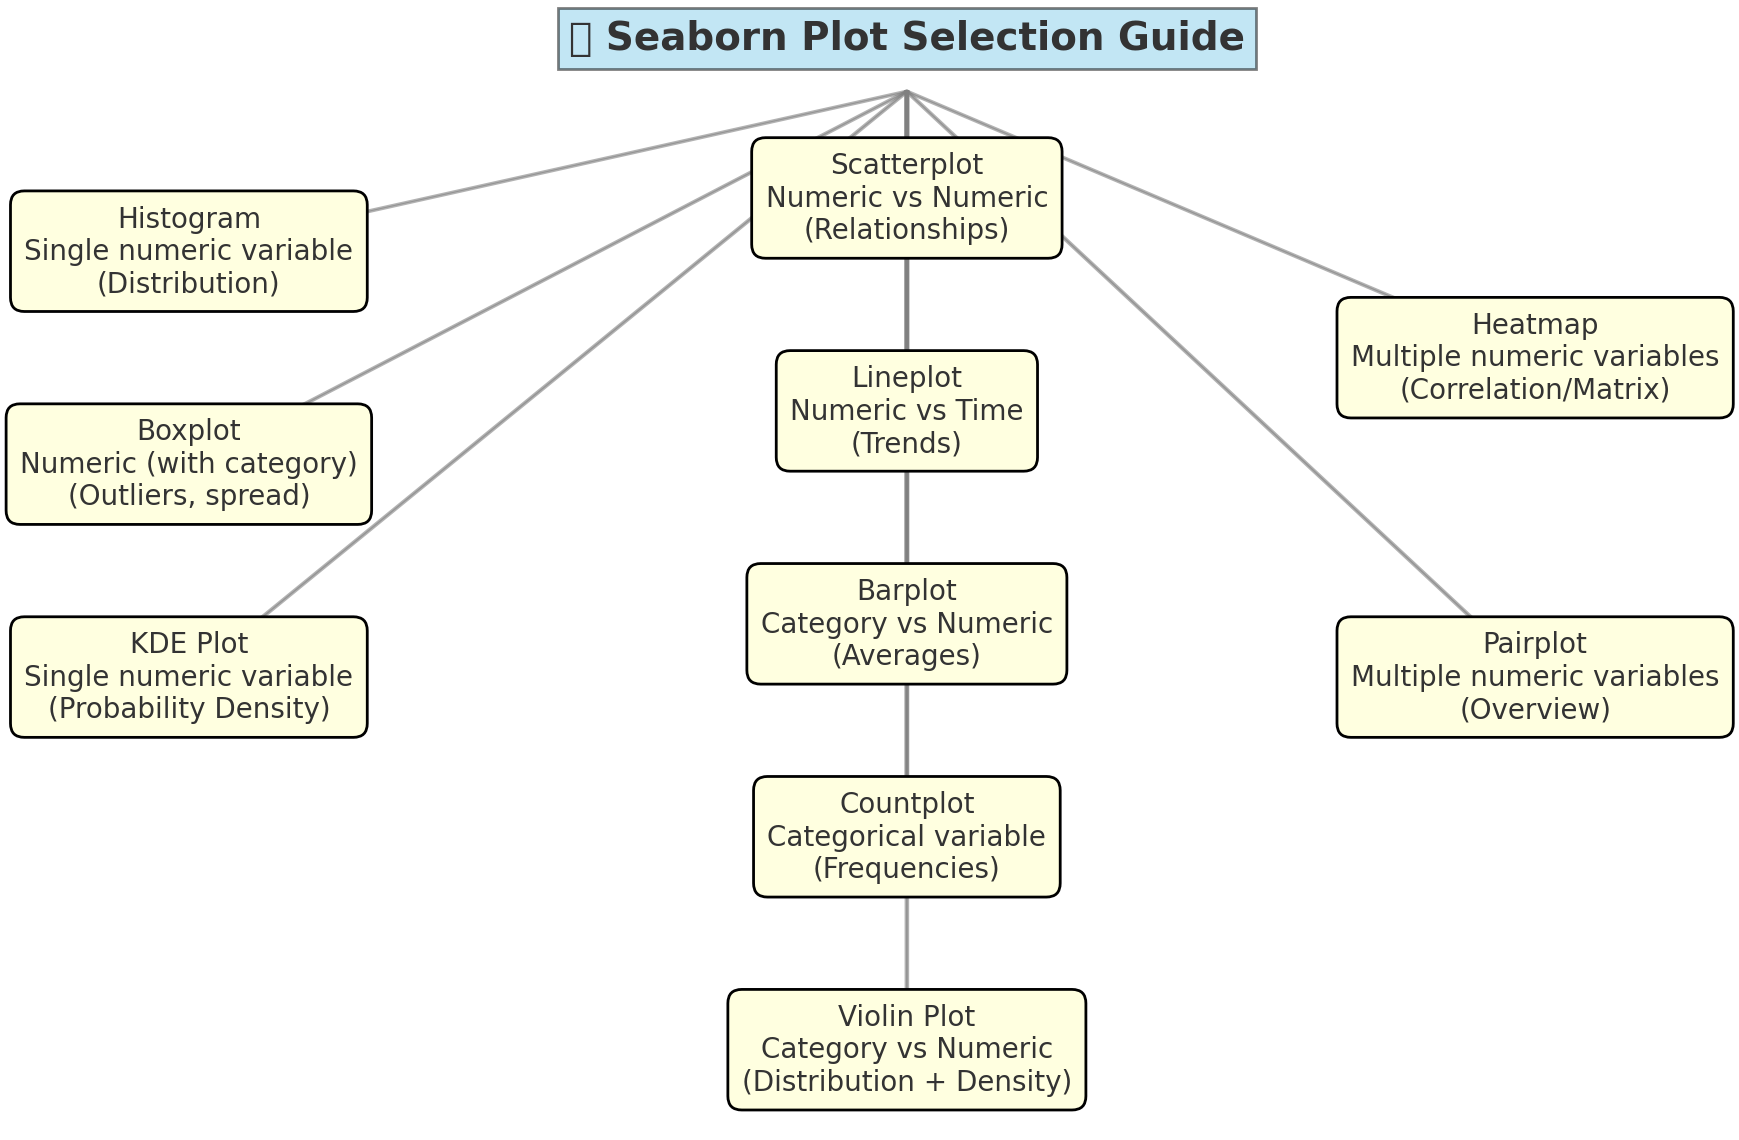 Seaborn Plot Selection Guide
Scatterplot
Numeric vs Numeric
(Relationships)
Histogram
Single numeric variable
(Distribution)
Heatmap
Multiple numeric variables
(Correlation/Matrix)
Lineplot
Numeric vs Time
(Trends)
Boxplot
Numeric (with category)
(Outliers, spread)
Barplot
Category vs Numeric
(Averages)
KDE Plot
Single numeric variable
(Probability Density)
Pairplot
Multiple numeric variables
(Overview)
Countplot
Categorical variable
(Frequencies)
Violin Plot
Category vs Numeric
(Distribution + Density)